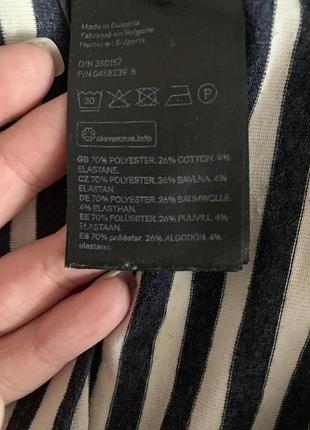 Made in Bulgaria
Fabriqué en Bulgarie
Hecho en Bulgaria
O/N 380157
P/N 0458239 8
30 P
clevercare.info
GB 70% POLYESTER. 26% COTTON. 4%
ELASTANE.
CZ 70% POLYESTER. 26% BAVLNA. 4%
ELASTAN.
DE 70% POLYESTER. 26% BAUMWOLLE.
4% ELASTHAN.
EE 70% POLÜESTER. 26% PUUVILL. 4%
ELASTAAN.
ES 70% poliéster. 26% ALGODÓN. 4%
elastano.